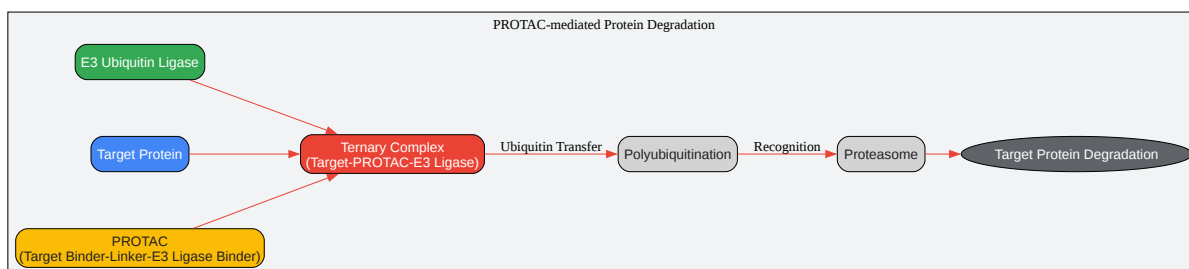 PROTAC-mediated Protein Degradation
E3 Ubiquitin Ligase
Target Protein
PROTAC
(Target Binder-Linker-E3 Ligase Binder)
Ternary Complex
(Target-PROTAC-E3 Ligase)
Ubiquitin Transfer
Polyubiquitination
Recognition
Proteasome
Target Protein Degradation